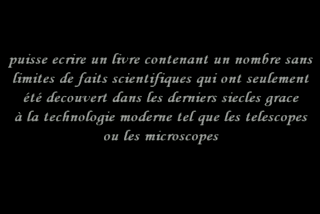 puisse ecrire un livre contenant un nombre sans
limites de faits scientifiques qui ont seulement
été decouvert dans les derniers siecles grace
à la technologie moderne tel que les telescopes
ou les microscopes